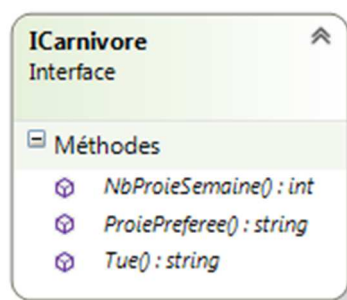 ICarnivore
Interface
Méthodes
NbProieSemaine() : int
ProiePreferee() : string
Tue() : string